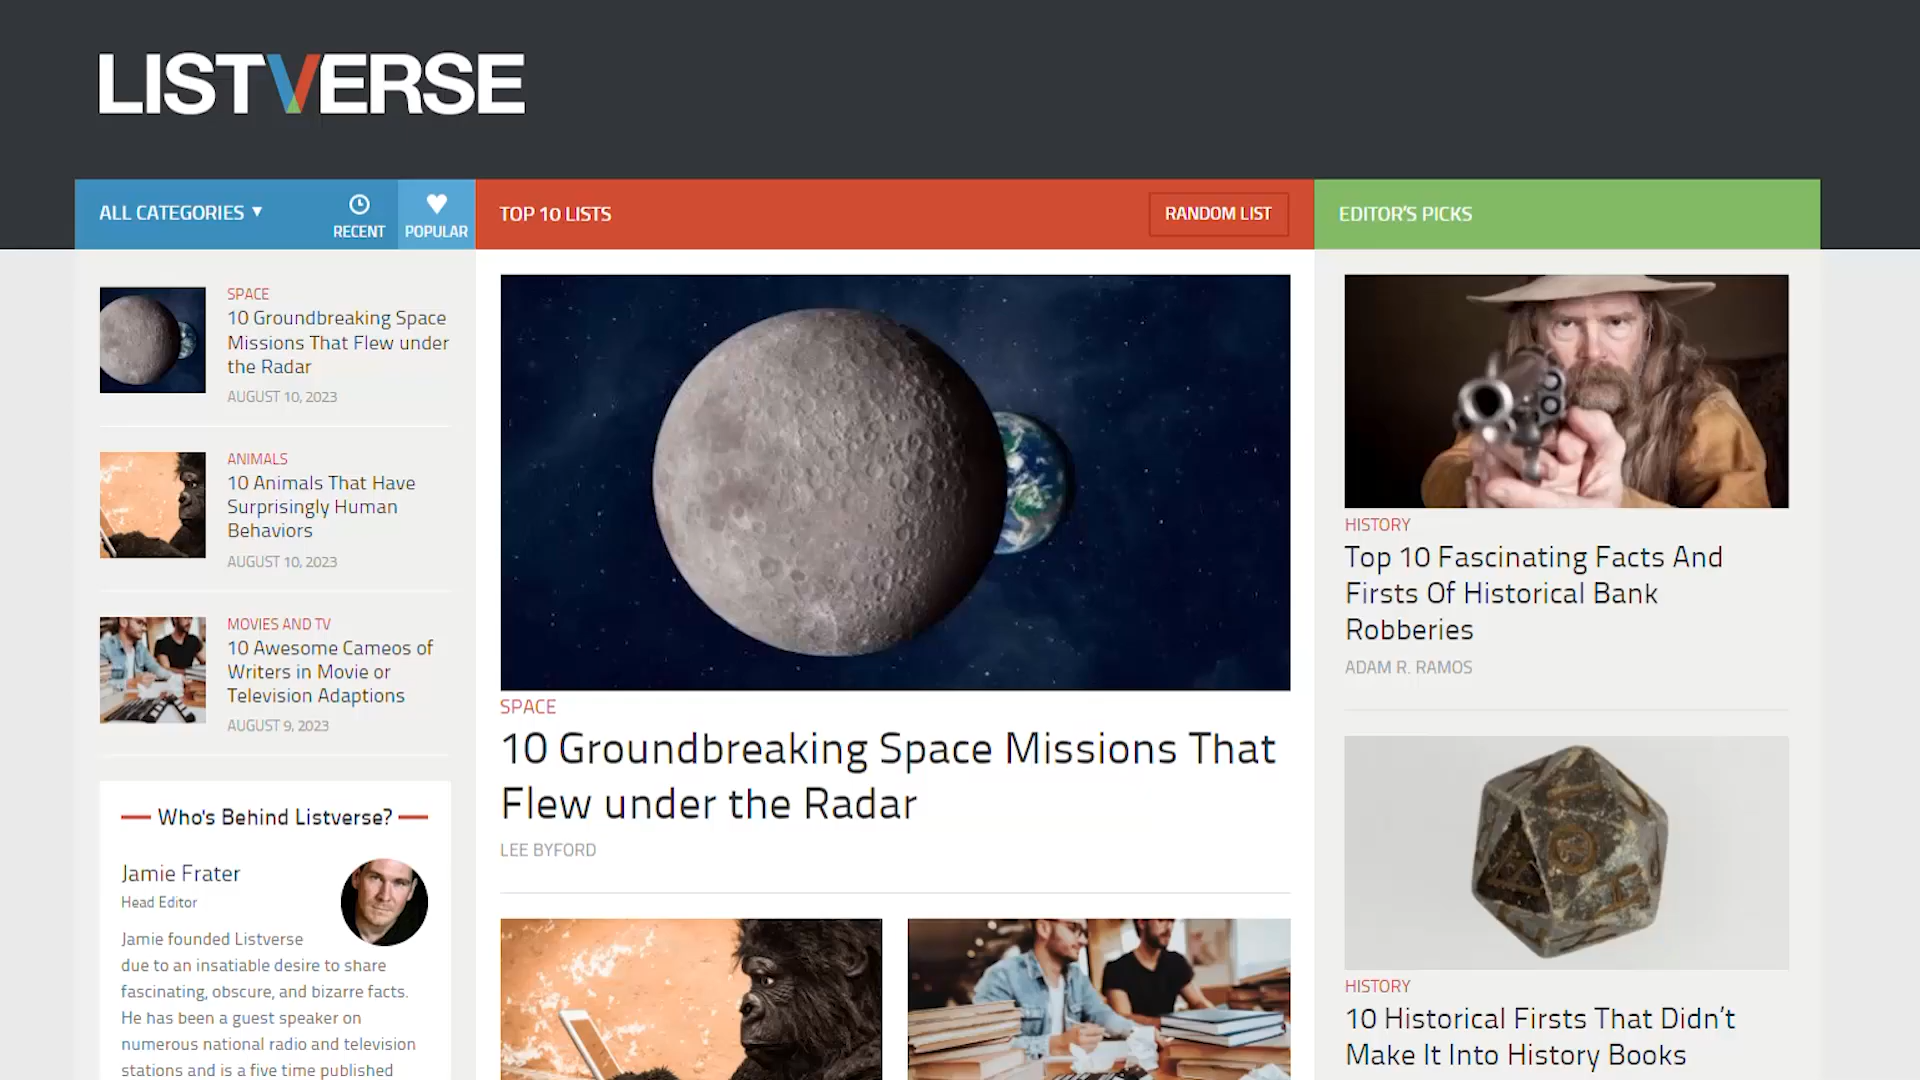 LISTVERSE
ALL CATEGORIES ▼
RECENT
POPULAR
SPACE
10 Groundbreaking Space
Missions That Flew under
the Radar
AUGUST 10, 2023
ANIMALS
10 Animals That Have
Surprisingly Human
Behaviors
AUGUST 10, 2023
MOVIES AND TV
10 Awesome Cameos of
Writers in Movie or
Television Adaptions
AUGUST 9, 2023
Who's Behind Listverse?
Jamie Frater
Head Editor
Jamie founded Listverse
due to an insatiable desire to share
fascinating, obscure, and bizarre facts.
He has been a guest speaker on
numerous national radio and television
stations and is a five time published
TOP 10 LISTS
RANDOM LIST
SPACE
10 Groundbreaking Space Missions That
Flew under the Radar
LEE BYFORD
EDITOR'S PICKS
HISTORY
Top 10 Fascinating Facts And
Firsts Of Historical Bank
Robberies
ADAM R. RAMOS
HISTORY
10 Historical Firsts That Didn’t
Make It Into History Books